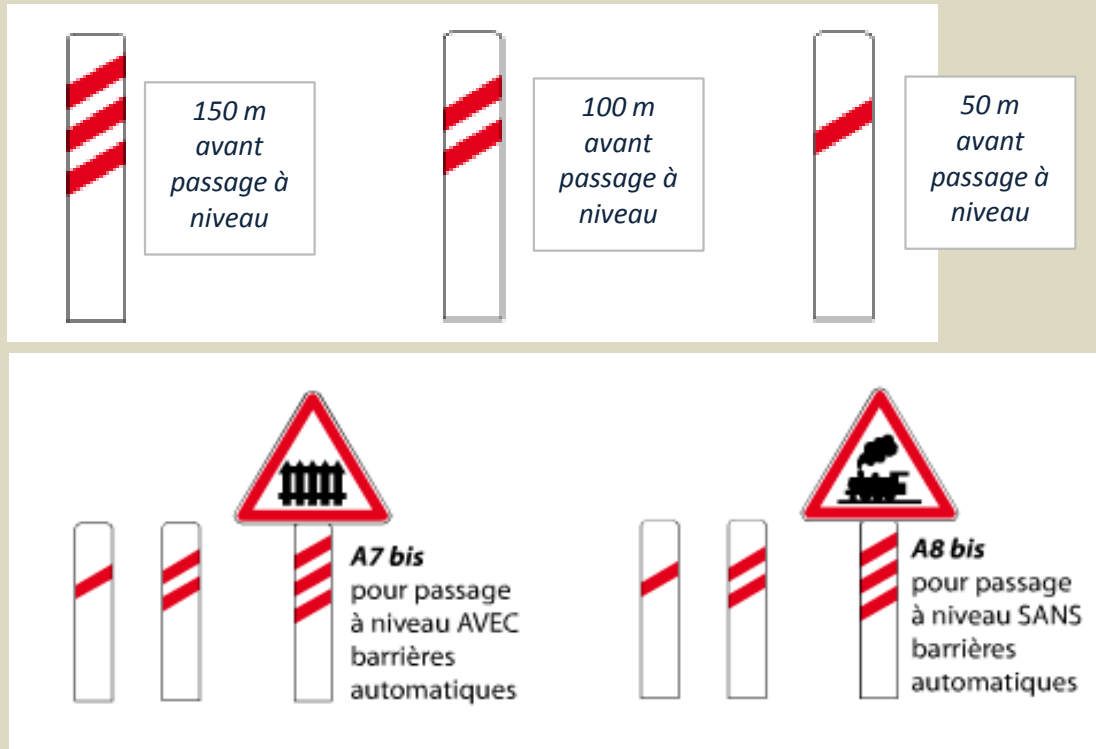 150 m
avant
passage à
niveau
100 m
avant
passage à
niveau
50 m
avant
passage à
niveau
A7 bis
pour passage
à niveau AVEC
barrières
automatiques
A8 bis
pour passage
à niveau SANS
barrières
automatiques